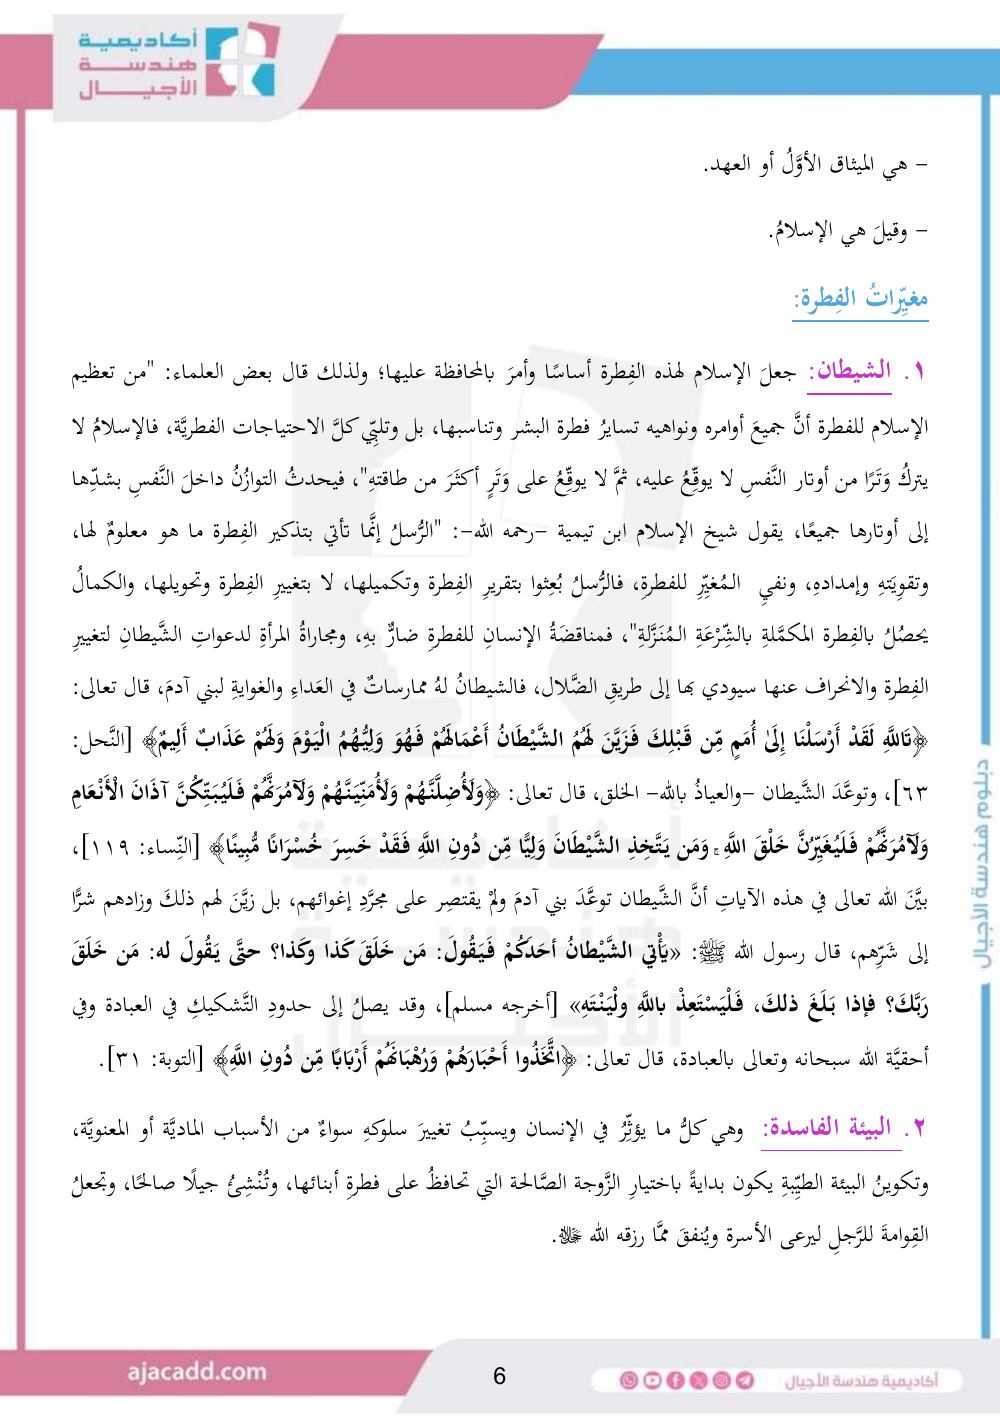 أكاديمية
هندسة
الأجيال
- هي الميثاق الأوَّلُ أو العهد.
- وقيلَ هي الإسلامُ.
مغيِّراتُ الفِطرة:
١. الشيطان: جعلَ الإسلام لهذه الفِطرة أساسًا وأمرَ بالمحافظة عليها؛ ولذلك قال بعض العلماء: "من تعظيم
الإسلام للفطرة أنَّ جميعَ أوامره ونواهيه تسايرُ فطرة البشر وتناسبها، بل وتلبِّي كلَّ الاحتياجات الفطريَّة، فالإسلامُ لا
يتركُ وَتَرًا من أوتار النَّفسِ لا يوقِّعُ عليه، ثمَّ لا يوقِّعُ على وَتَرٍ أكثَرَ من طاقتهِ"، فيحدثُ التوازُنُ داخلَ النَّفسِ بشدِّها
إلى أوتارها جميعًا، يقول شيخ الإسلام ابن تيمية -رحمه الله-: "الرُّسلُ إنَّما تأتي بتذكير الفِطرة ما هو معلومٌ لها،
وتقويَتهِ وإمدادهِ، ونفيِ المُغيِّرِ للفطرةِ، فالرُّسلُ بُعِثوا بتقريرِ الفِطرة وتكميلها، لا بتغييرِ الفِطرة وتحويلها، والكمالُ
يحصُلُ بالفِطرة المكمَّلةِ بالشِّرْعَةِ المُنَزَّلةِ"، فمناقضَةُ الإنسانِ للفطرةِ ضارٌّ بهِ، ومجاراةُ المرأةِ لدعواتِ الشَّيطانِ لتغييرِ
الفِطرة والانحراف عنها سيودي بها إلى طريقِ الضَّلال، فالشيطانُ لهُ ممارساتٌ في العَداءِ والغوايةِ لبني آدمَ، قال تعالى:
﴿تَاللَّهِ لَقَدْ أَرْسَلْنَا إِلَىٰ أُمَمٍ مِّن قَبْلِكَ فَزَيَّنَ لَهُمُ الشَّيْطَانُ أَعْمَالَهُمْ فَهُوَ وَلِيُّهُمُ الْيَوْمَ وَلَهُمْ عَذَابٌ أَلِيمٌ﴾ [النَّحل:
٦٣]، وتوعَّدَ الشَّيطان -والعياذُ بالله- الخلق، قال تعالى: ﴿وَلَأُضِلَّنَّهُمْ وَلَأُمَنِّيَنَّهُمْ وَلَآمُرَنَّهُمْ فَلَيُبَتِّكُنَّ آذَانَ الْأَنْعَامِ
وَلَآمُرَنَّهُمْ فَلَيُغَيِّرُنَّ خَلْقَ اللَّهِ ۚ وَمَن يَتَّخِذِ الشَّيْطَانَ وَلِيًّا مِّن دُونِ اللَّهِ فَقَدْ خَسِرَ خُسْرَانًا مُّبِينًا﴾ [النِّساء: ١١٩]،
بيَّنَ الله تعالى في هذه الآياتِ أنَّ الشَّيطان توعَّدَ بني آدمَ ولمْ يقتصِر على مجرَّدِ إغوائهم، بل زيَّنَ لهم ذلكَ وزادهم شرًّا
إلى شَرِّهم، قال رسول الله ﷺ: «يَأْتي الشَّيْطانُ أحَدَكُمْ فَيَقُولَ: مَن خَلَقَ كَذا وكَذا؟ حتَّى يَقُولَ له: مَن خَلَقَ
رَبَّكَ؟ فإذا بَلَغَ ذلكَ، فَلْيَسْتَعِذْ باللَّهِ ولْيَنْتَهِ» [أخرجه مسلم]، وقد يصلُ إلى حدودِ التَّشكيكِ في العبادة وفي
أحقيَّة الله سبحانه وتعالى بالعبادة، قال تعالى: ﴿اتَّخَذُوا أَحْبَارَهُمْ وَرُهْبَانَهُمْ أَرْبَابًا مِّن دُونِ اللَّهِ﴾ [التوبة: ٣١].
٢. البيئة الفاسدة: وهي كلُّ ما يؤثِّرُ في الإنسان ويسبِّبُ تغييرَ سلوكهِ سواءٌ من الأسباب الماديَّة أو المعنويَّة،
وتكوينُ البيئة الطيِّبةِ يكون بدايةً باختيارِ الزَّوجة الصَّالحة التي تحافظُ على فطرةِ أبنائها، وتُنْشِئُ جيلًا صالحًا، وتجعلُ
القِوامةَ للرَّجلِ ليرعى الأسرة ويُنفقَ ممَّا رزقه الله ﷻ.
دبلوم هندسة الأجيال
أكاديمية هندسة الأجيال
6
ajacadd.com